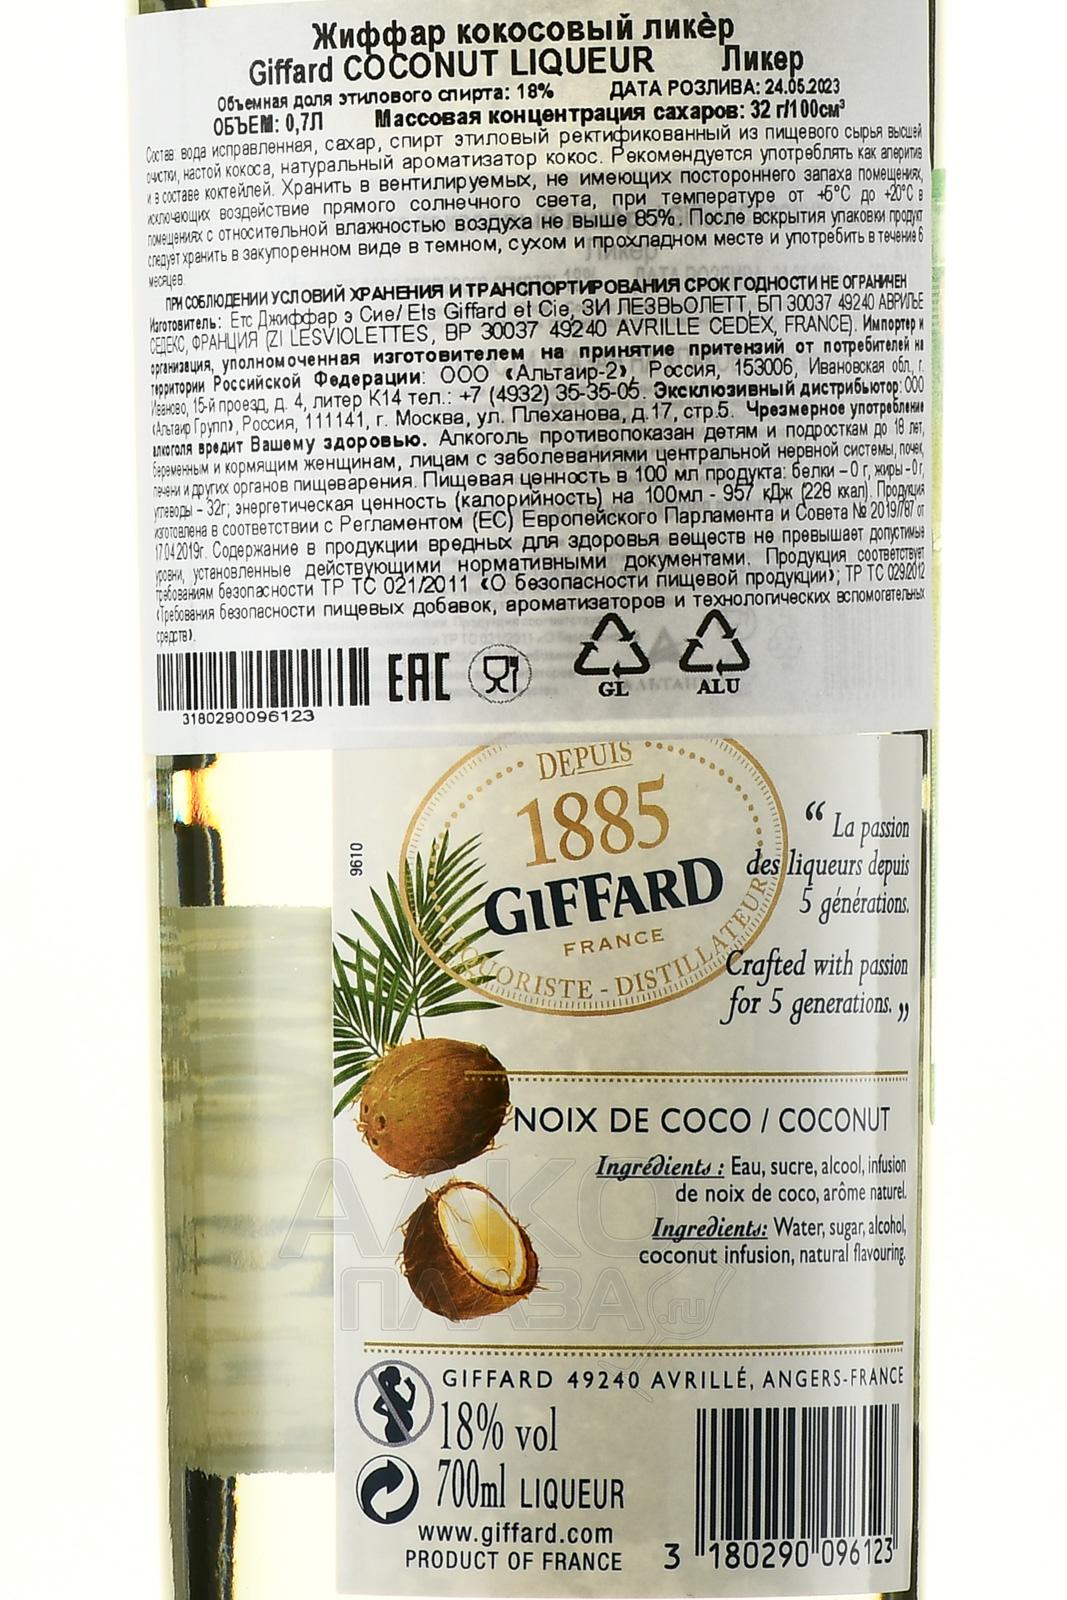 Жиффар кокосовый ликѐр
Giffard COCONUT LIQUEUR Ликер
Объемная доля этилового спирта: 18% ДАТА РОЗЛИВА: 24.05.2023
ОБЪЕМ: 0,7Л Массовая концентрация сахаров: 32 г/100см³
Состав: вода исправленная, сахар, спирт этиловый ректификованный из пищевого сырья высшей
очистки, настой кокоса, натуральный ароматизатор кокос. Рекомендуется употреблять как аперитив
и в составе коктейлей. Хранить в вентилируемых, не имеющих постороннего запаха помещениях,
исключающих воздействие прямого солнечного света, при температуре от +5°С до +20°С в
помещениях с относительной влажностью воздуха не выше 85%. После вскрытия упаковки продукт
следует хранить в закупоренном виде в темном, сухом и прохладном месте и употребить в течение 6
месяцев.
ПРИ СОБЛЮДЕНИИ УСЛОВИЙ ХРАНЕНИЯ И ТРАНСПОРТИРОВАНИЯ СРОК ГОДНОСТИ НЕ ОГРАНИЧЕН
Изготовитель: Етс Джиффар э Сие/ Ets Giffard et Cie, ЗИ ЛЕЗВЬОЛЕТТ, БП 30037 49240 АВРИЛЬЕ
СЕДЕКС, ФРАНЦИЯ (ZI LESVIOLETTES, BP 30037 49240 AVRILLE CEDEX, FRANCE). Импортер и
организация, уполномоченная изготовителем на принятие притензий от потребителей на
территории Российской Федерации: ООО «Альтаир-2», Россия, 153006, Ивановская обл., г.
Иваново, 15-й проезд, д. 4, литер К14 тел.: +7 (4932) 35-35-05. Эксклюзивный дистрибьютор: ООО
«Альтаир Групп», Россия, 111141, г. Москва, ул. Плеханова, д.17, стр.5. Чрезмерное употребление
алкоголя вредит Вашему здоровью. Алкоголь противопоказан детям и подросткам до 18 лет,
беременным и кормящим женщинам, лицам с заболеваниями центральной нервной системы, почек,
печени и других органов пищеварения. Пищевая ценность в 100 мл продукта: белки – 0 г, жиры - 0 г,
углеводы – 32г; энергетическая ценность (калорийность) на 100мл - 957 кДж (228 ккал). Продукция
изготовлена в соответствии с Регламентом (ЕС) Европейского Парламента и Совета № 2019/787 от
17.04.2019г. Содержание в продукции вредных для здоровья веществ не превышает допустимые
уровни, установленные действующими нормативными документами. Продукция соответствует
требованиям безопасности ТР ТС 021/2011 «О безопасности пищевой продукции»; ТР ТС 029/2012
«Требования безопасности пищевых добавок, ароматизаторов и технологических вспомогательных
средств».
EAC
GL ALU
3180290096123
DEPUIS
1885
GIFFARD
FRANCE
LIQUORISTE - DISTILLATEUR
9610
“ La passion
des liqueurs depuis
5 générations.
Crafted with passion
for 5 generations. „
NOIX DE COCO / COCONUT
Ingrédients : Eau, sucre, alcool, infusion
de noix de coco, arôme naturel.
Ingredients: Water, sugar, alcohol,
coconut infusion, natural flavouring.
АЛКО
ПЛАЗА.ru
GIFFARD 49240 AVRILLÉ, ANGERS-FRANCE
18% vol
700ml LIQUEUR
www.giffard.com
PRODUCT OF FRANCE
3 180290 096123